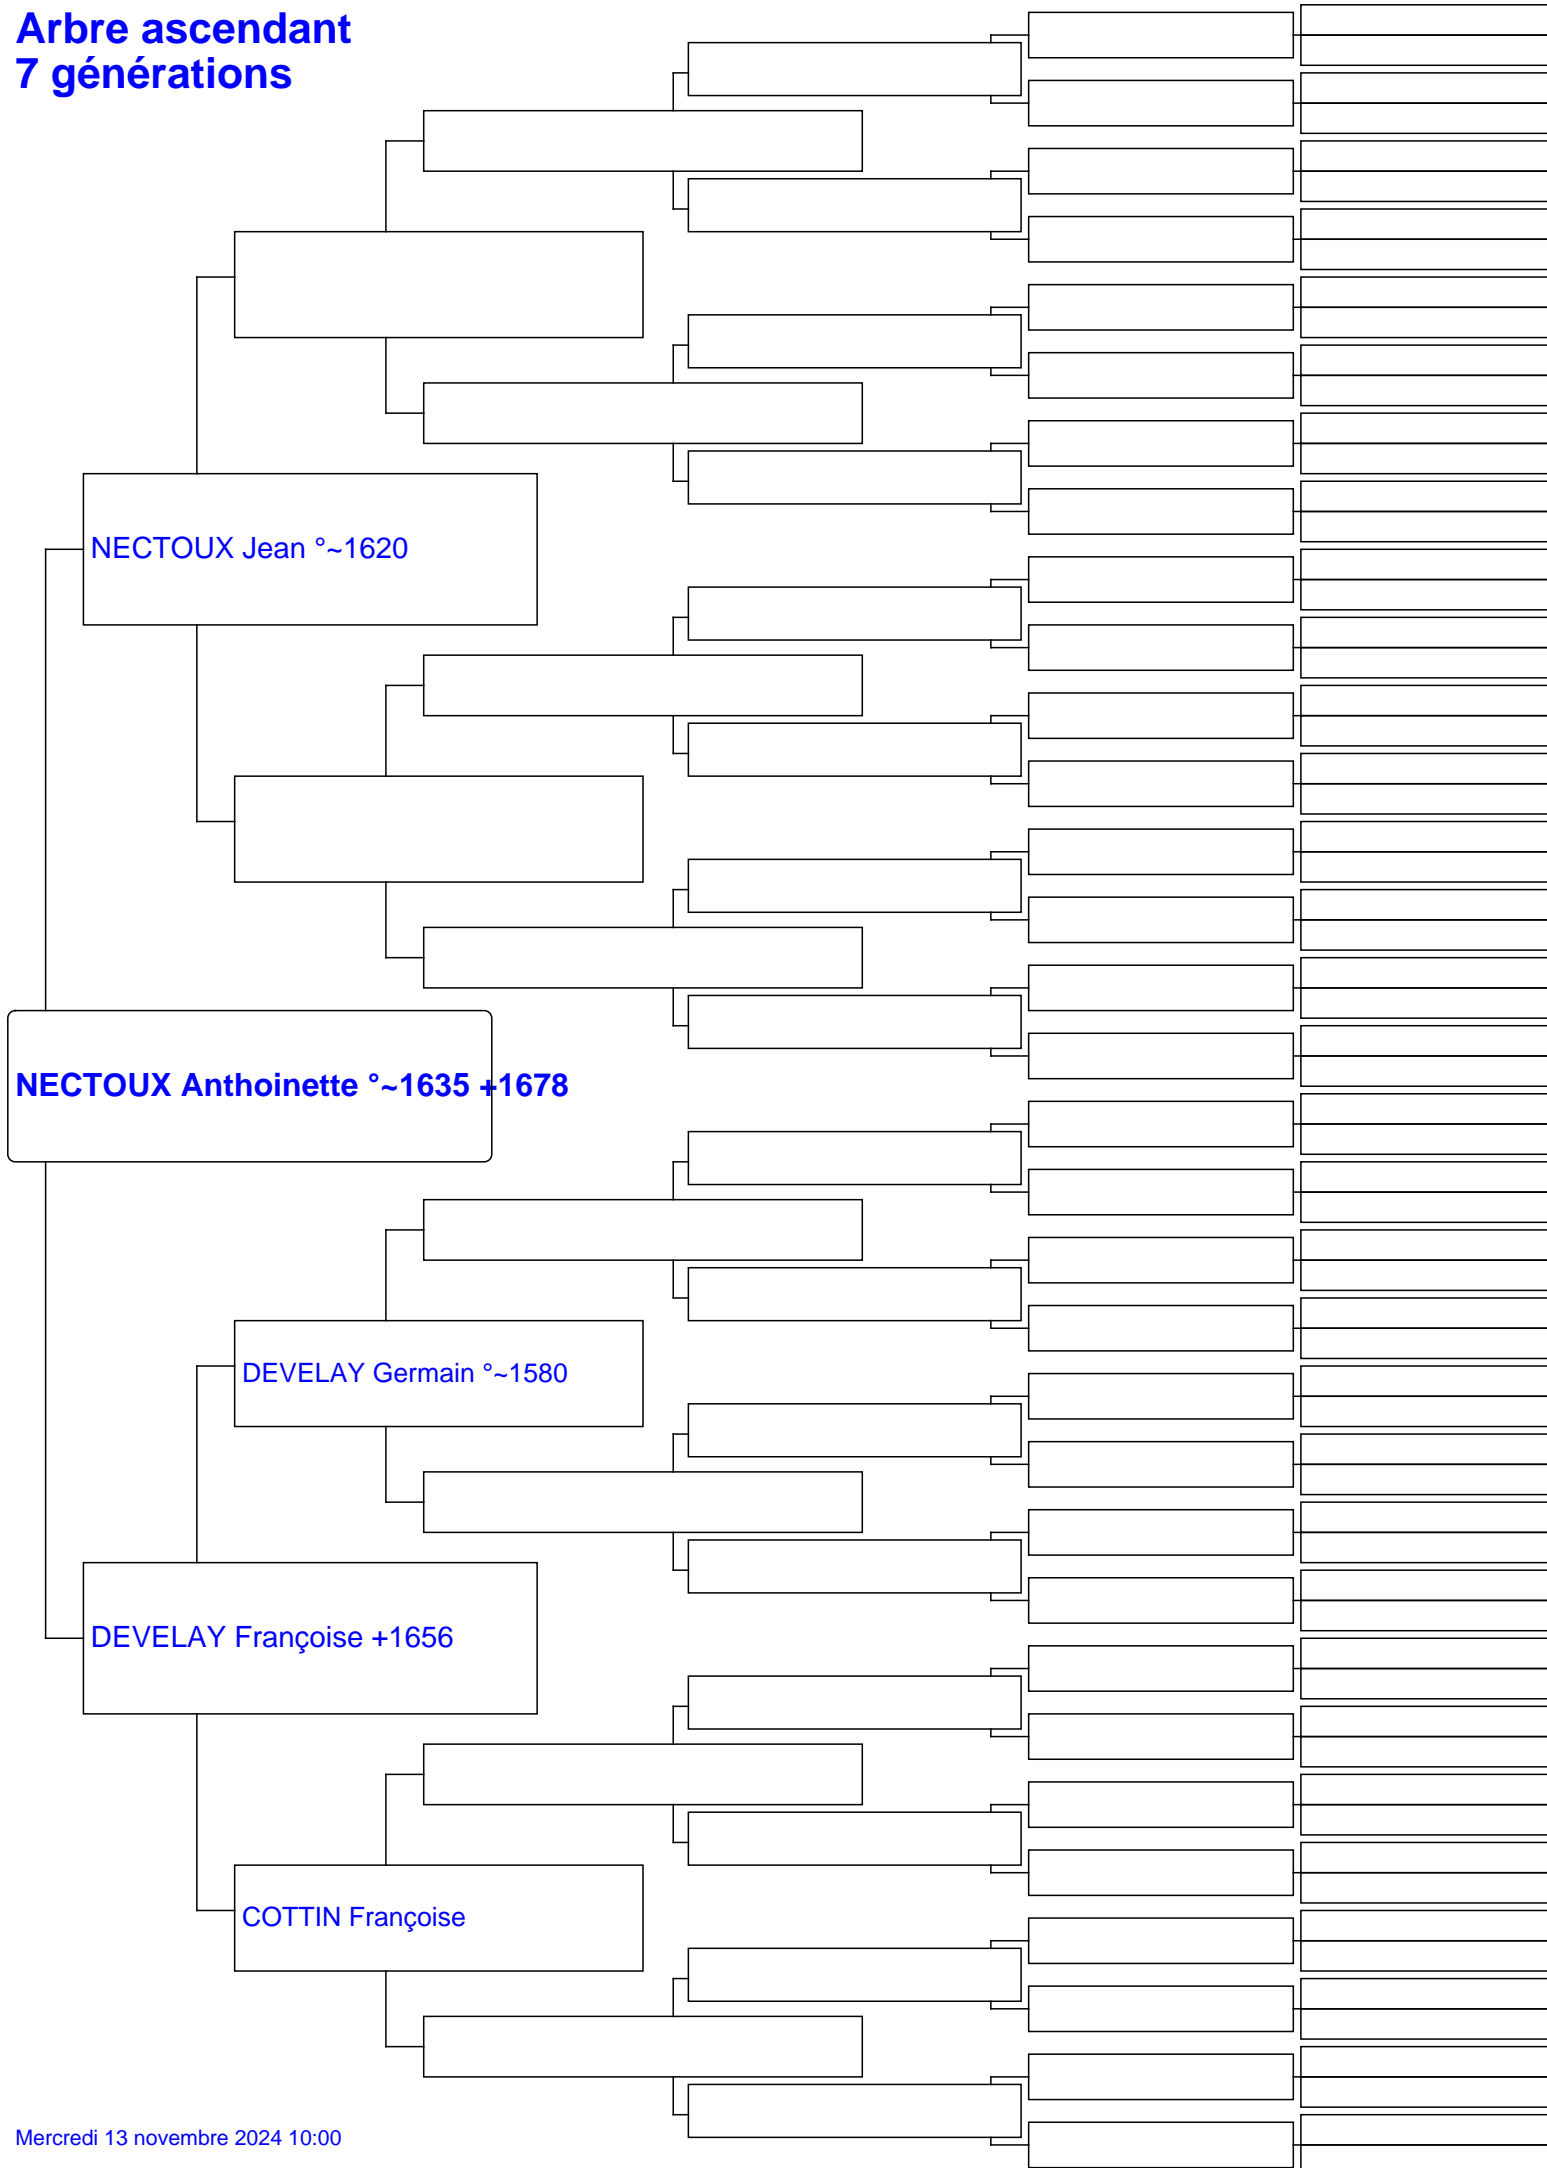 Arbre ascendant
7 générations
NECTOUX Jean °~1620
NECTOUX Anthoinette °~1635 +1678
DEVELAY Germain °~1580
DEVELAY Françoise +1656
COTTIN Françoise
Mercredi 13 novembre 2024 10:00